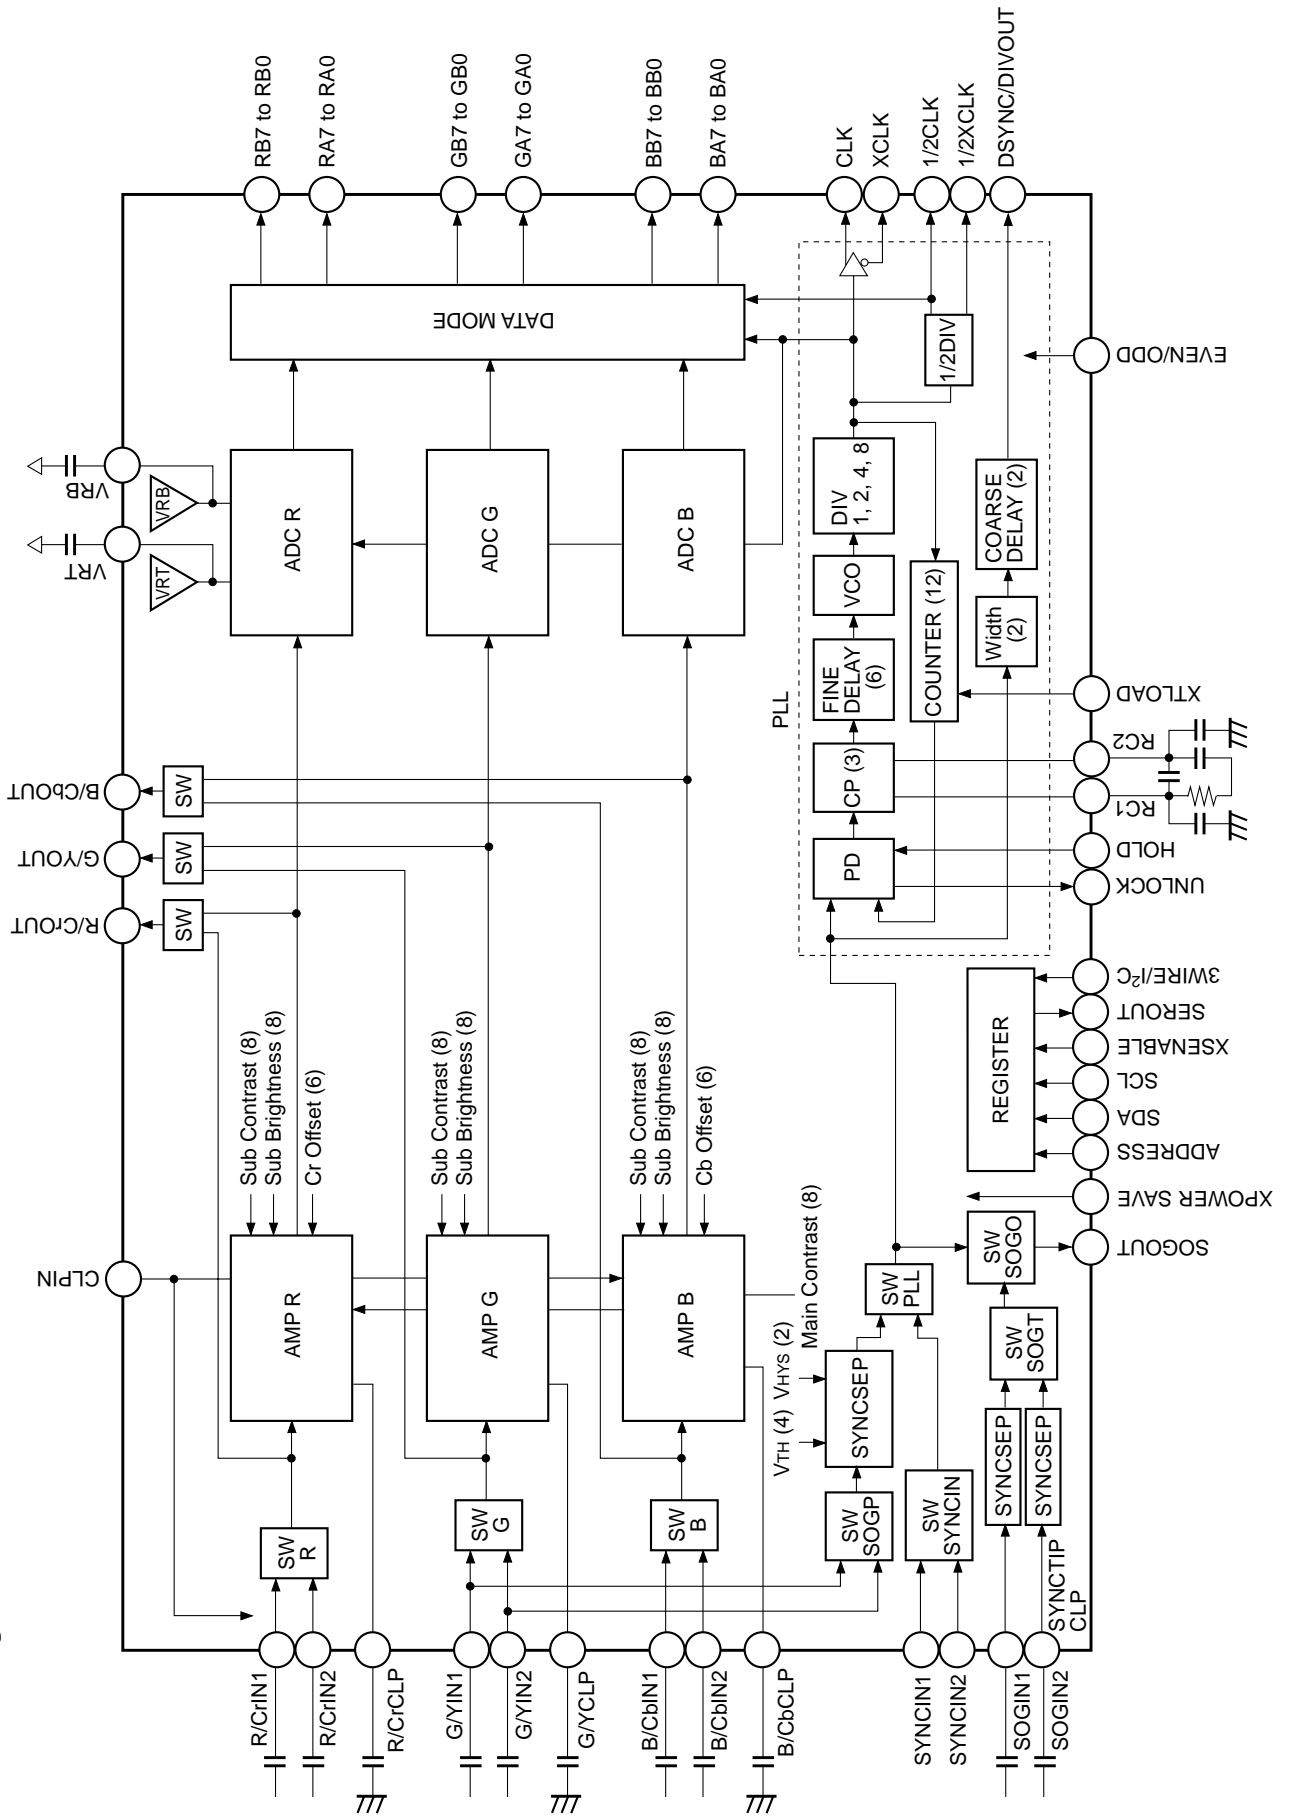 RB7 to RB0
RA7 to RA0
GB7 to GB0
GA7 to GA0
BB7 to BB0
BA7 to BA0
CLK
XCLK
1/2CLK
1/2XCLK
DSYNC/DIVOUT
DATA MODE
1/2DIV
EVEN/ODD
VRB
VRT
VRB
VRT
ADC R
ADC G
ADC B
DIV
1, 2, 4, 8
VCO
FINE
DELAY
(6)
CP (3)
PD
PLL
COUNTER (12)
COARSE
DELAY (2)
Width
(2)
XTLOAD
RC2
RC1
HOLD
UNLOCK
B/CbOUT
G/YOUT
R/CrOUT
SW
SW
SW
3WIRE/I2C
SEROUT
XSENABLE
SCL
SDA
ADDRESS
REGISTER
XPOWER SAVE
SOGOUT
Sub Contrast (8)
Sub Brightness (8)
Cr Offset (6)
Sub Contrast (8)
Sub Brightness (8)
Sub Contrast (8)
Sub Brightness (8)
Cb Offset (6)
Main Contrast (8)
CLPIN
AMP R
AMP G
AMP B
VTH (4)
VHYS (2)
SYNCSEP
SW
PLL
SW
SOGO
SW
SOGT
SYNCSEP
SYNCSEP
SW
R
SW
G
SW
B
SW
SOGP
SW
SYNCIN
SYNCTIP
CLP
R/CrIN1
R/CrIN2
R/CrCLP
G/YIN1
G/YIN2
G/YCLP
B/CbIN1
B/CbIN2
B/CbCLP
SYNCIN1
SYNCIN2
SOGIN1
SOGIN2